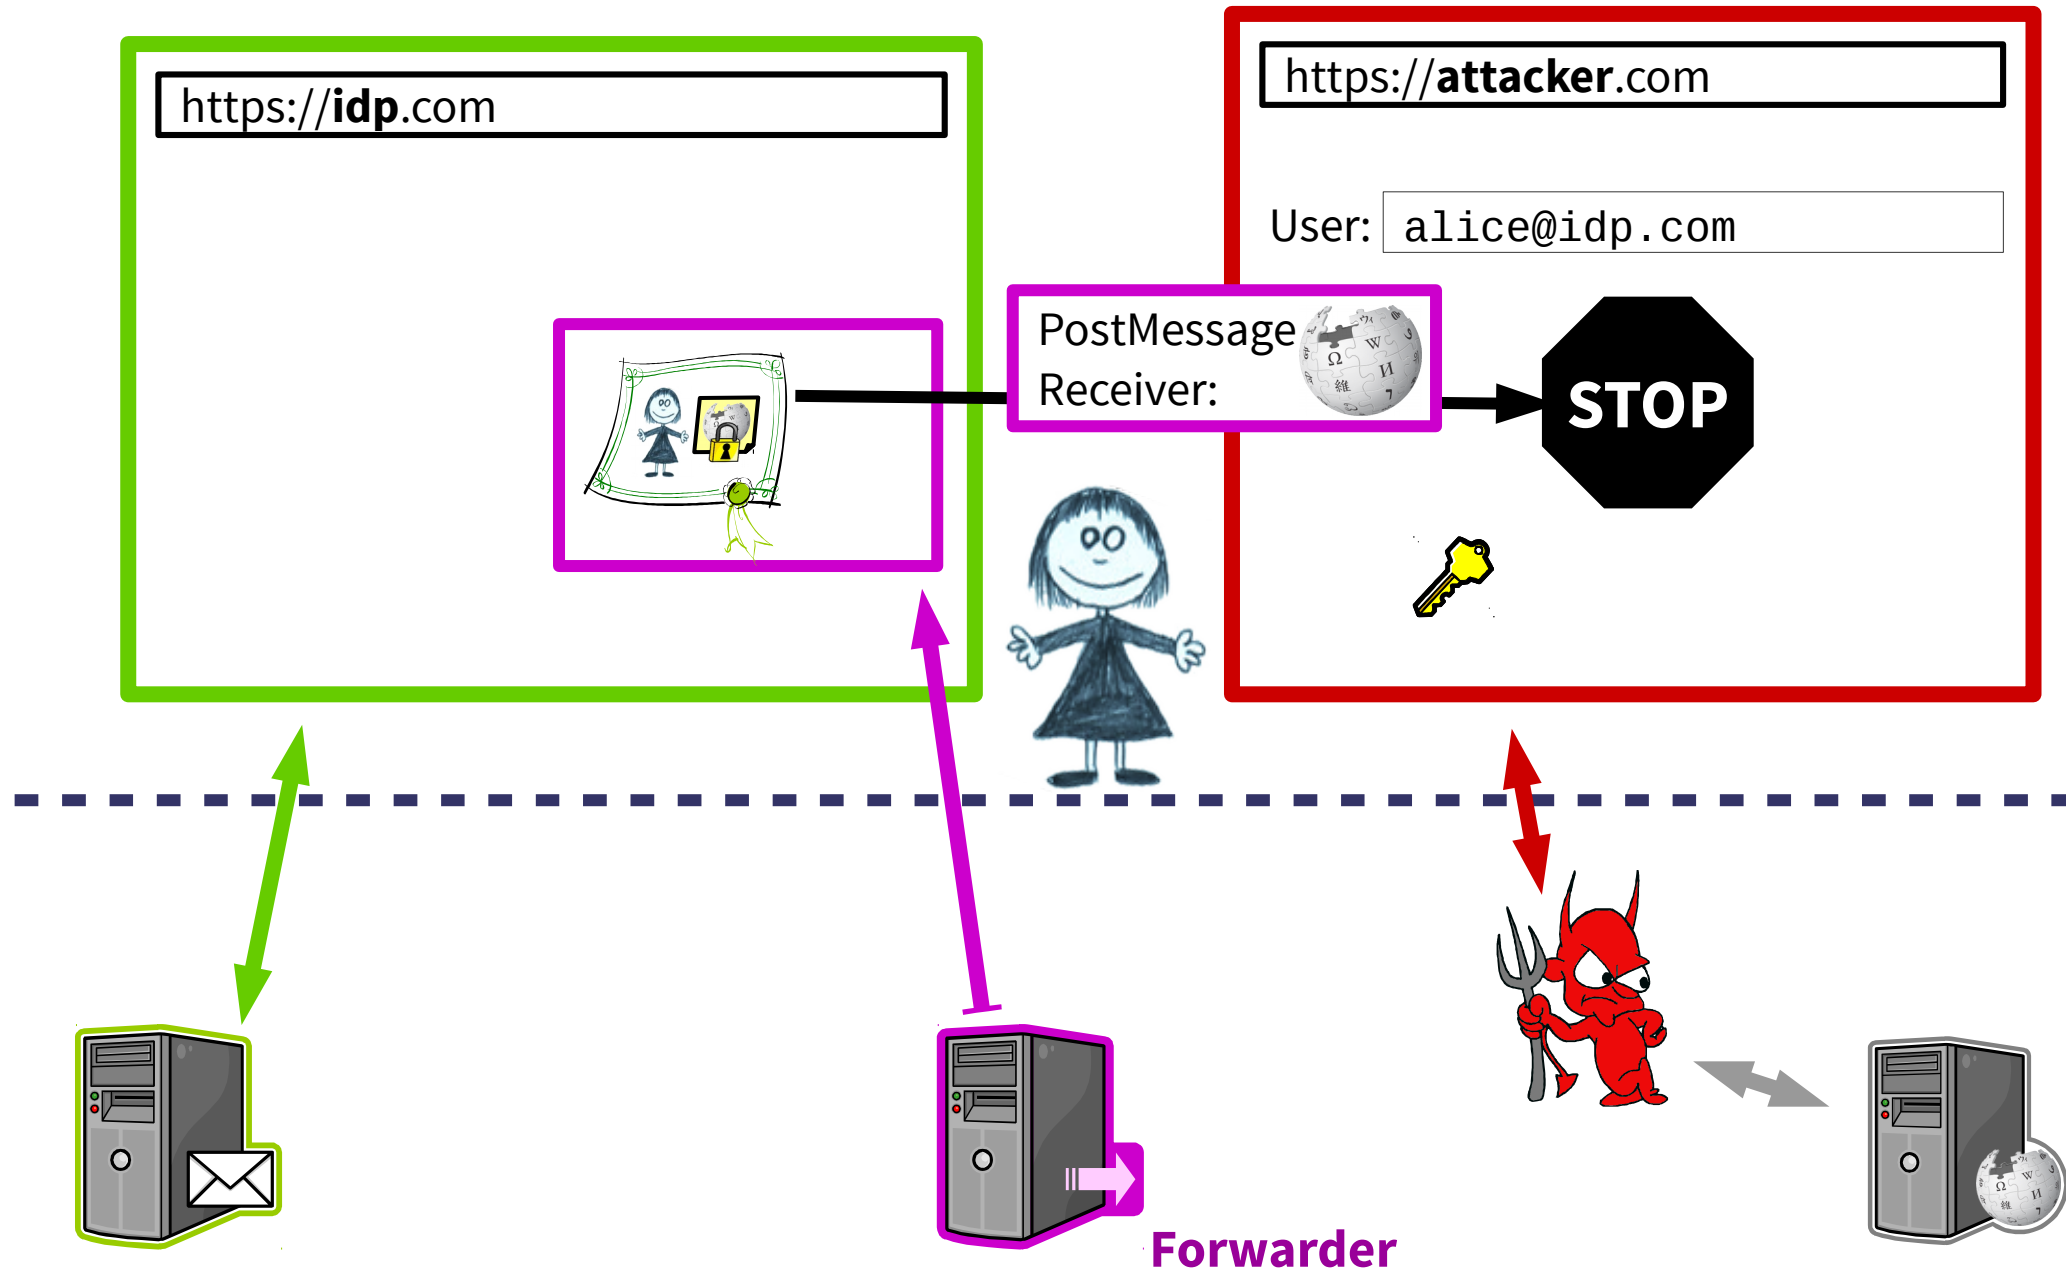 https://idp.com
https://attacker.com
User: alice@idp.com
PostMessage
Receiver:
STOP
Forwarder